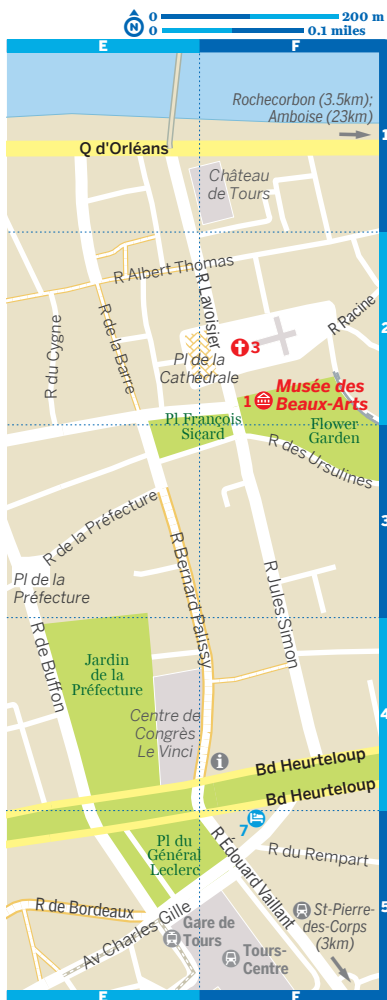 0 200 m
N
0 0.1 miles
E F
Rochecorbon (3.5km);
Amboise (23km)
1
Q d'Orléans
Château
de Tours
R Albert Thomas
R Lavoisier
R Racine
2
R du Cygne
R de la Barre
3
Pl de la
Cathédrale
Musée des
1 Beaux-Arts
Pl François
Sicard
Flower
Garden
R des Ursulines
3
R de la Préfecture
R Bernard Palissy
R Jules Simon
Pl de la
Préfecture
R de Buffon
Jardin
de la
Préfecture
4
Centre de
Congrès
Le Vinci
i
Bd Heurteloup
Bd Heurteloup
7
Pl du
Général
Leclerc
R Édouard Vaillant
R du Rempart
5
R de Bordeaux
Av Charles Gille
Gare de
Tours
St-Pierre-
des-Corps
(3km)
Tours-
Centre
E F